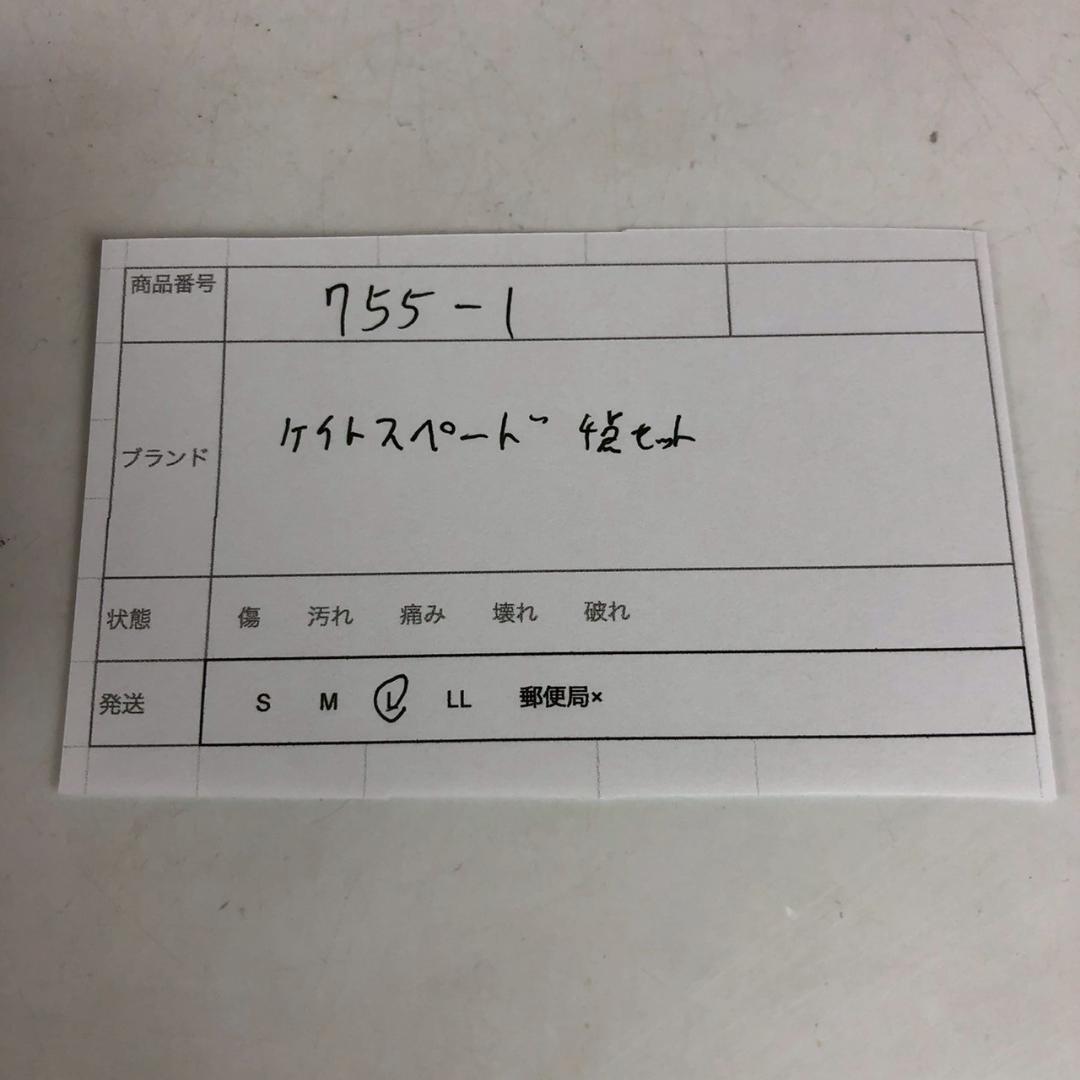 商品番号 755-1
ブランド ケイトスペード 4点セット
状態 傷 汚れ 痛み 壊れ 破れ
発送 S M L LL 郵便局×